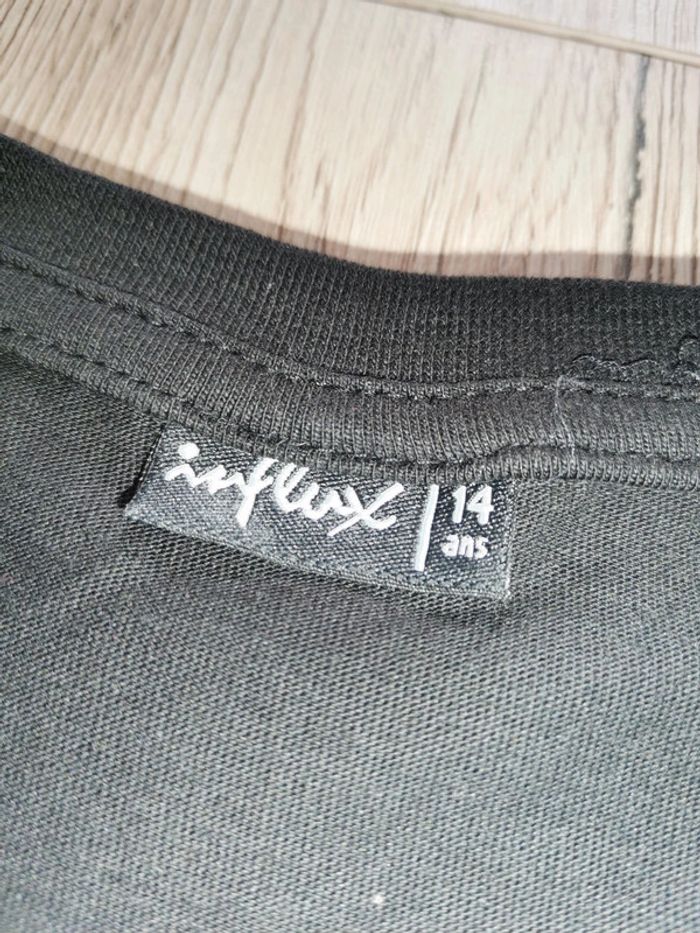 influx | 14
ans